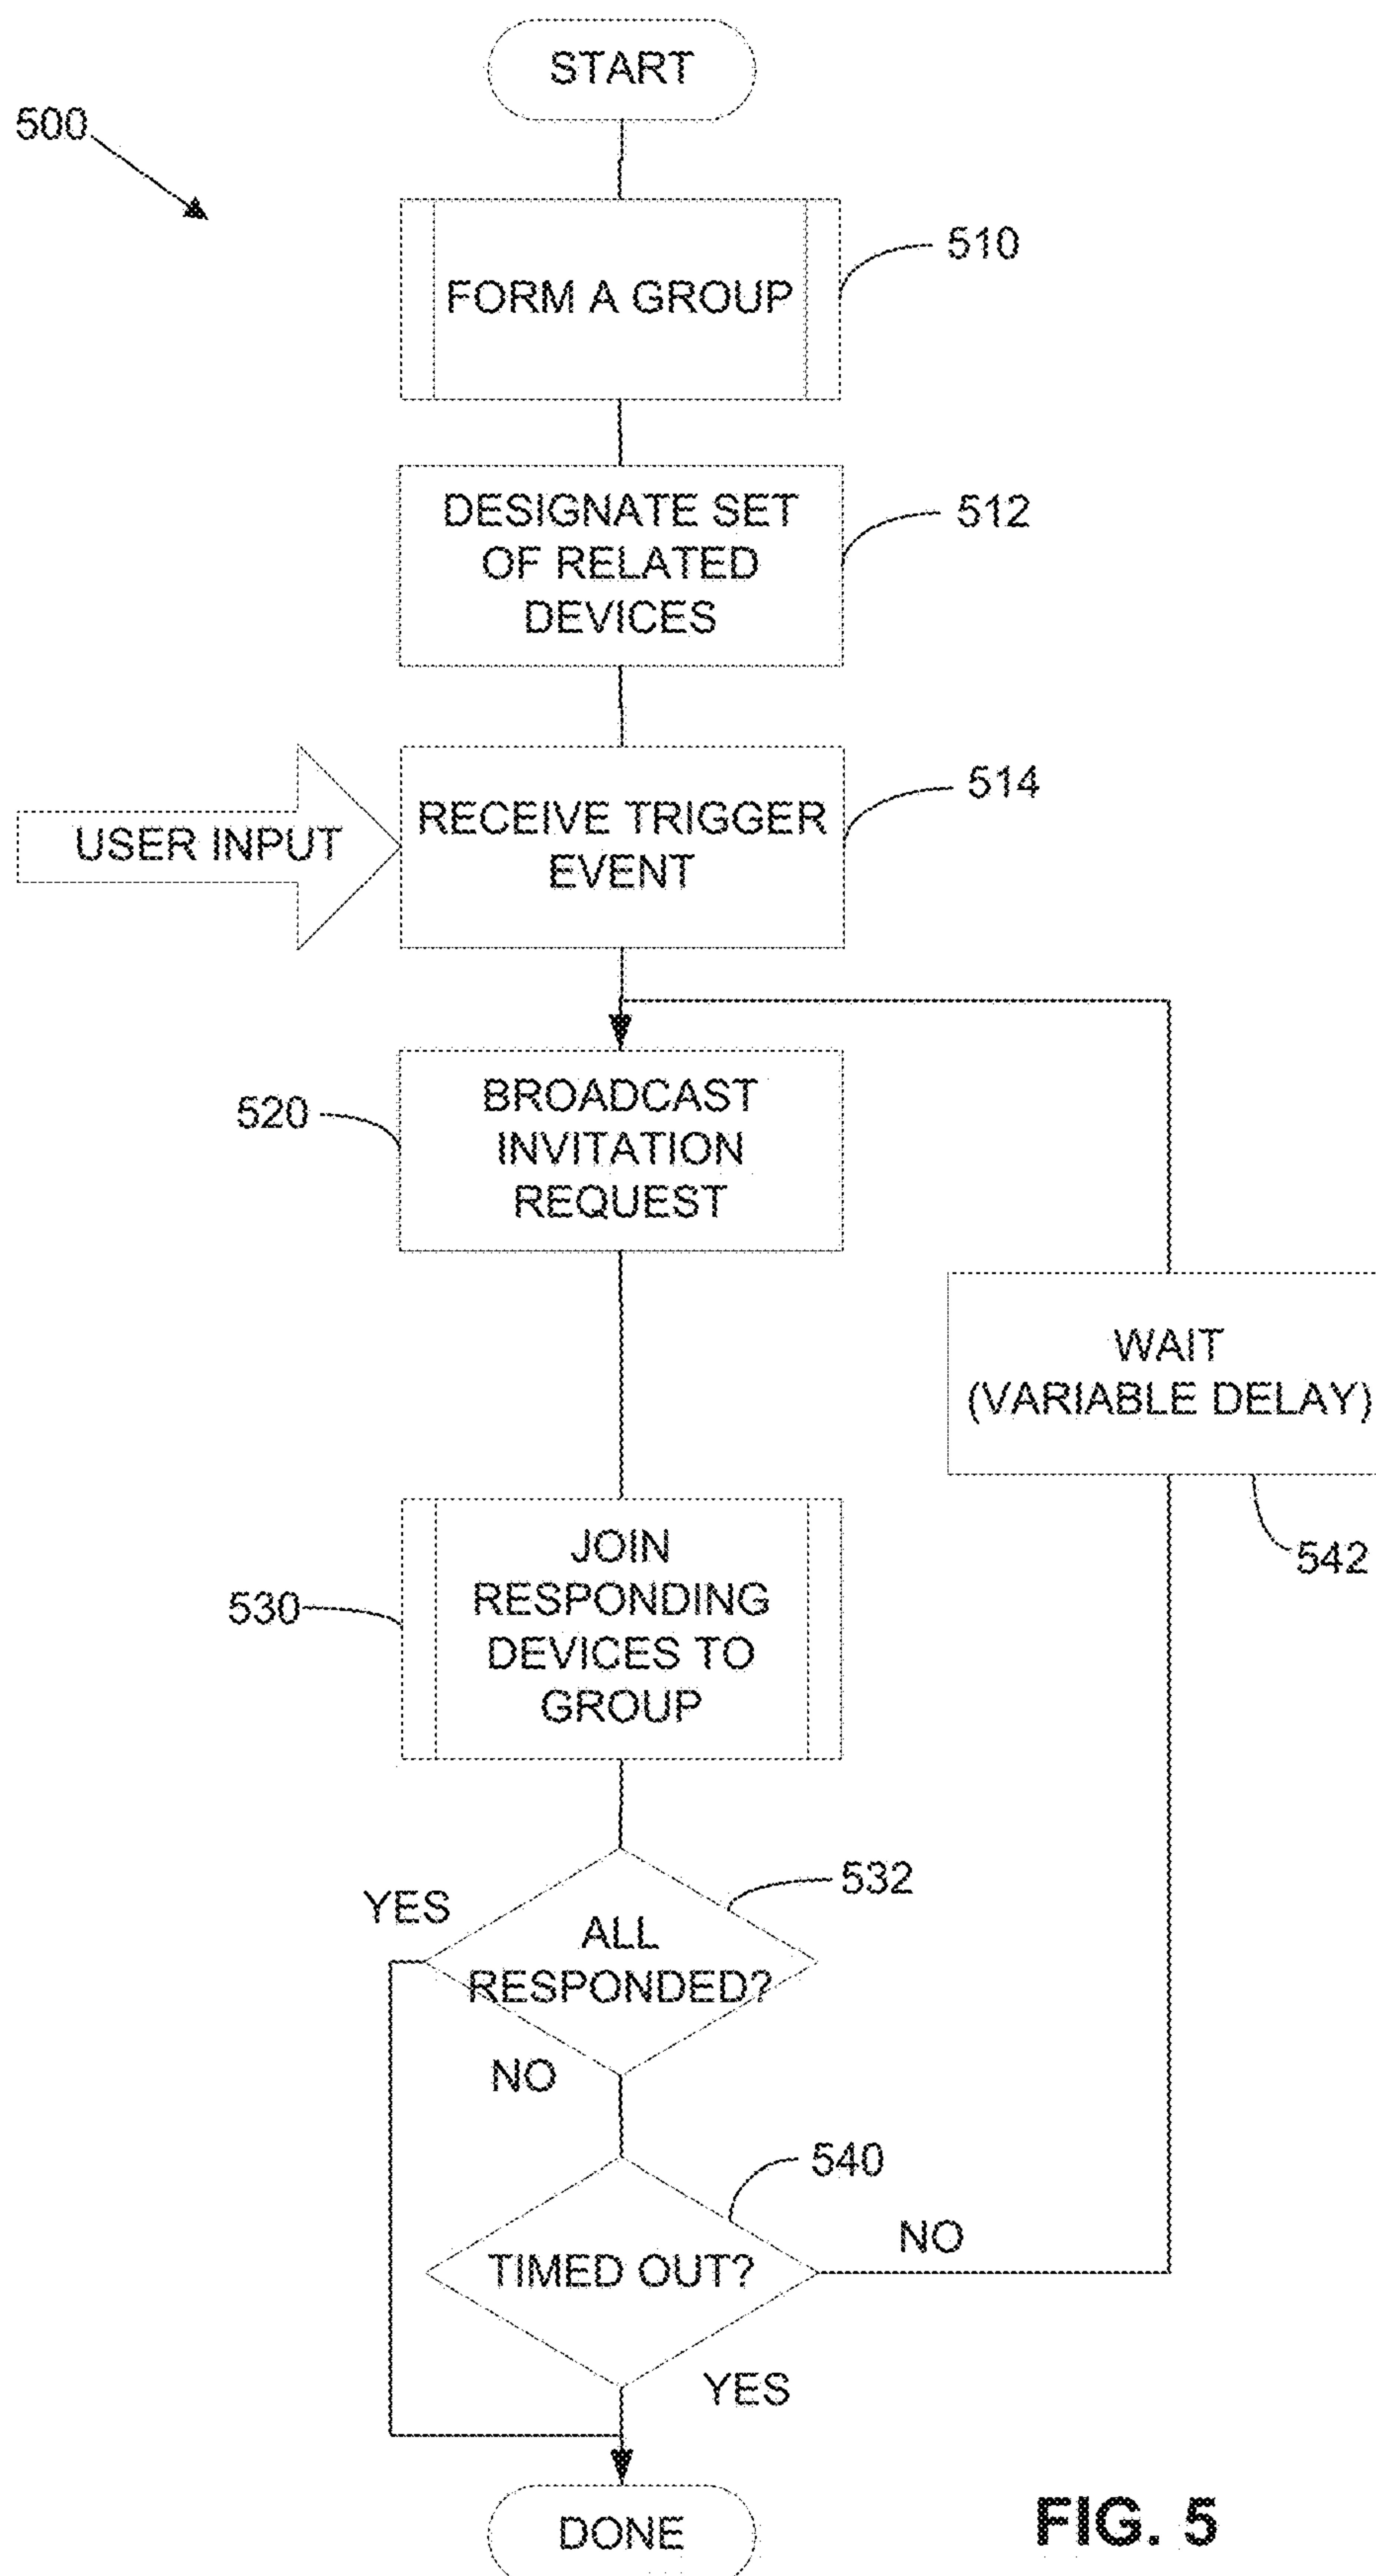 START
500
FORM A GROUP
510
DESIGNATE SET
OF RELATED
DEVICES
512
USER INPUT
RECEIVE TRIGGER
EVENT
514
520
BROADCAST
INVITATION
REQUEST
WAIT
(VARIABLE DELAY)
542
530
JOIN
RESPONDING
DEVICES TO
GROUP
532
YES
ALL
RESPONDED?
NO
540
TIMED OUT?
NO
YES
DONE
FIG. 5